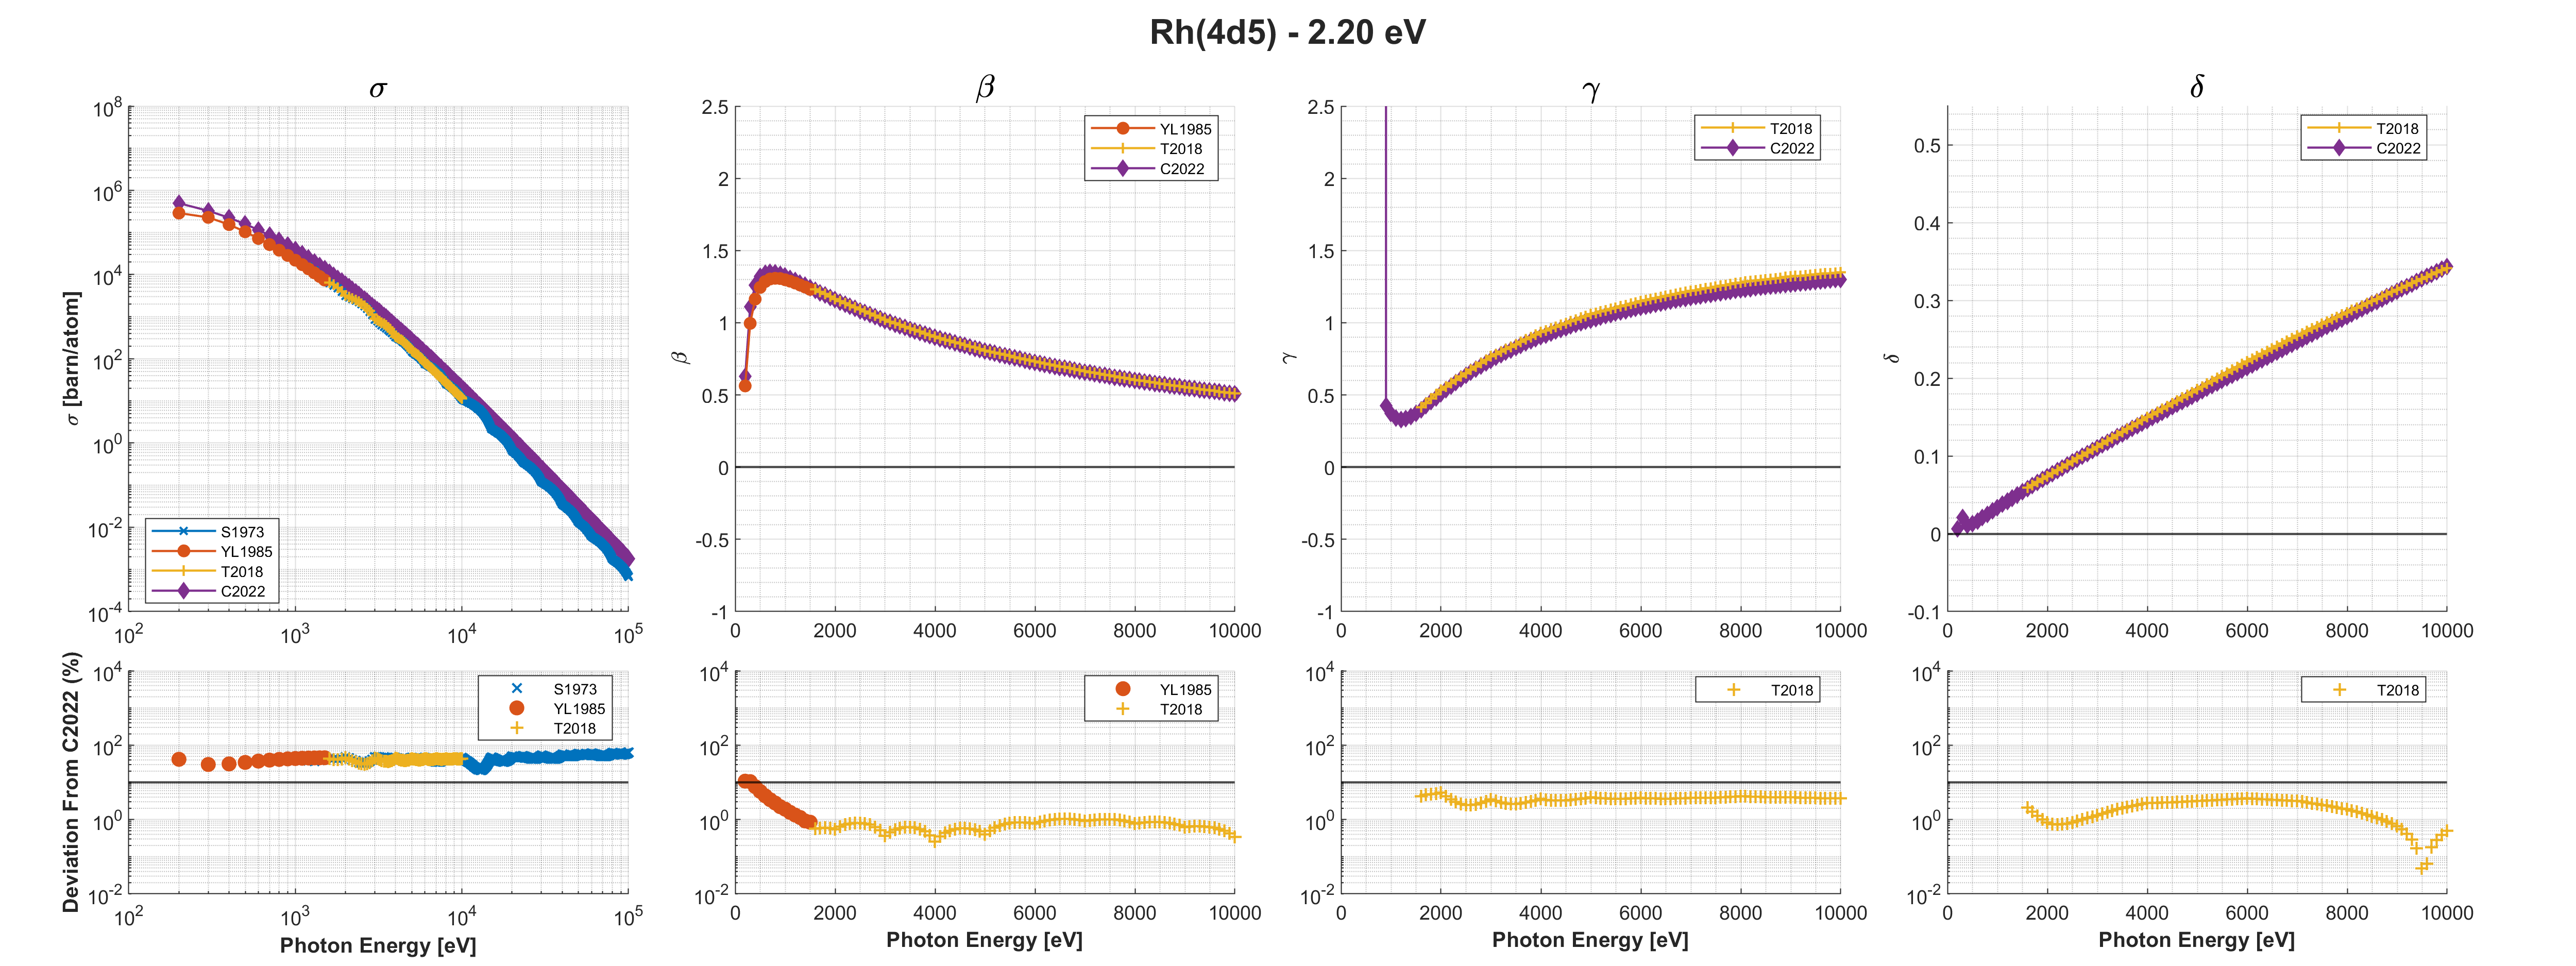 Rh(4d5) - 2.20 eV
σ
σ [barn/atom]
10^8
10^6
10^4
10^2
10^0
10^-2
10^-4
10^2 10^3 10^4 10^5
S1973
YL1985
T2018
C2022
β
β
2.5
2
1.5
1
0.5
0
-0.5
-1
0 2000 4000 6000 8000 10000
YL1985
T2018
C2022
γ
γ
2.5
2
1.5
1
0.5
0
-0.5
-1
0 2000 4000 6000 8000 10000
T2018
C2022
δ
δ
0.5
0.4
0.3
0.2
0.1
0
-0.1
0 2000 4000 6000 8000 10000
T2018
C2022
Deviation From C2022 (%)
10^4
10^2
10^0
10^-2
10^2 10^3 10^4 10^5
Photon Energy [eV]
S1973
YL1985
T2018
10^4
10^2
10^0
10^-2
0 2000 4000 6000 8000 10000
Photon Energy [eV]
YL1985
T2018
10^4
10^2
10^0
10^-2
0 2000 4000 6000 8000 10000
Photon Energy [eV]
T2018
10^4
10^2
10^0
10^-2
0 2000 4000 6000 8000 10000
Photon Energy [eV]
T2018